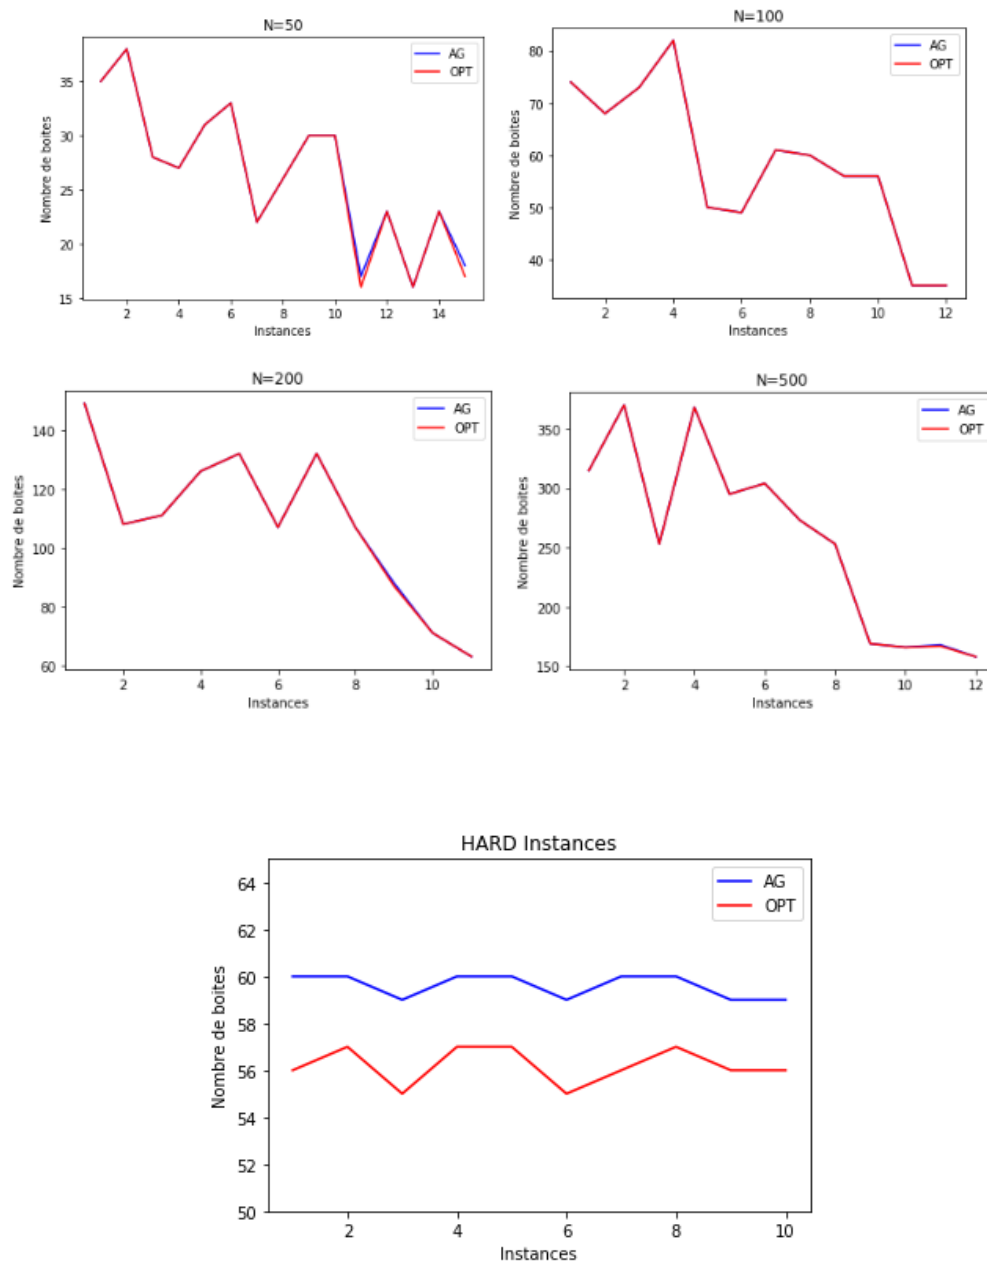 N=50
AG
OPT
Nombre de boites
35
30
25
20
15
2 4 6 8 10 12 14
Instances
N=100
AG
OPT
Nombre de boites
80
70
60
50
40
2 4 6 8 10 12
Instances
N=200
AG
OPT
Nombre de boites
140
120
100
80
60
2 4 6 8 10
Instances
N=500
AG
OPT
Nombre de boites
350
300
250
200
150
2 4 6 8 10 12
Instances
HARD Instances
AG
OPT
Nombre de boites
64
62
60
58
56
54
52
50
2 4 6 8 10
Instances